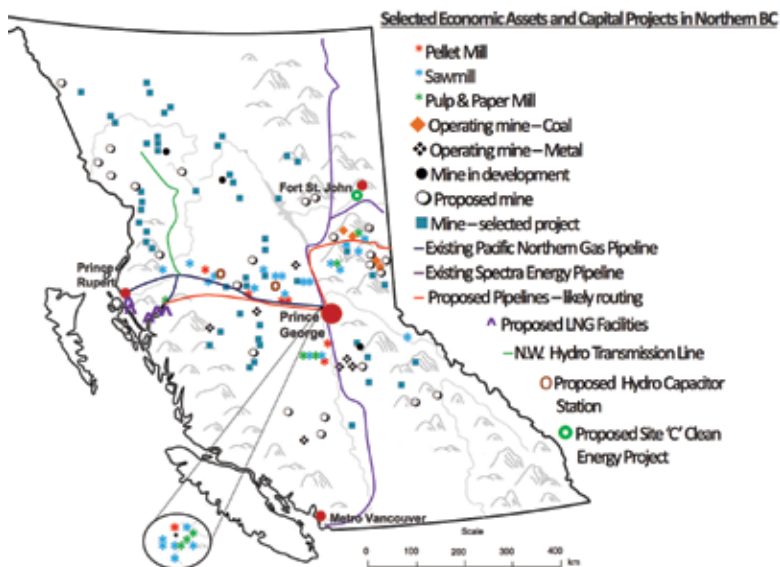 Selected Economic Assets and Capital Projects in Northern BC
Pellet Mill
Sawmill
Pulp & Paper Mill
Operating mine – Coal
Operating mine – Metal
Mine in development
Proposed mine
Mine – selected project
Existing Pacific Northern Gas Pipeline
Existing Spectra Energy Pipeline
Proposed Pipelines – likely routing
Proposed LNG Facilities
N.W. Hydro Transmission Line
Proposed Hydro Capacitor
Station
Proposed Site 'C' Clean
Energy Project
Fort St. John
Prince
Rupert
Prince
George
Metro Vancouver
Scale
0 100 200 300 400
km